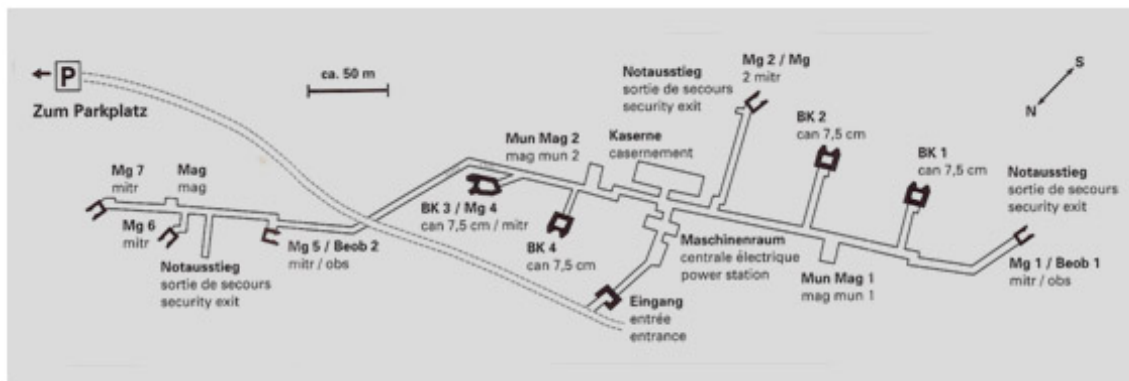 P
Zum Parkplatz
ca. 50 m
Notausstieg
sortie de secours
security exit
Mg 2 / Mg
2 mitr
S
N
BK 2
can 7,5 cm
BK 1
can 7,5 cm
Notausstieg
sortie de secours
security exit
Mun Mag 2
mag mun 2
Kaserne
casernement
Mg 7
mitr
Mag
mag
Mg 6
mitr
Notausstieg
sortie de secours
security exit
Mg 5 / Beob 2
mitr / obs
BK 3 / Mg 4
can 7,5 cm / mitr
BK 4
can 7,5 cm
Maschinenraum
centrale électrique
power station
Mun Mag 1
mag mun 1
Mg 1 / Beob 1
mitr / obs
Eingang
entrée
entrance